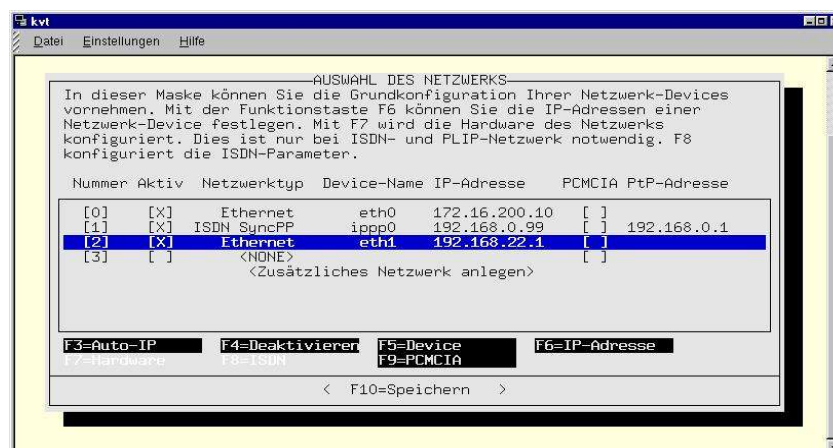 kvt
Datei Einstellungen Hilfe
AUSWAHL DES NETZWERKS
In dieser Maske können Sie die Grundkonfiguration Ihrer Netzwerk-Devices
vornehmen. Mit der Funktionstaste F6 können Sie die IP-Adressen einer
Netzwerk-Device festlegen. Mit F7 wird die Hardware des Netzwerks
konfiguriert. Dies ist nur bei ISDN- und PLIP-Netzwerk notwendig. F8
konfiguriert die ISDN-Parameter.
Nummer Aktiv Netzwerktyp Device-Name IP-Adresse PCMCIA PtP-Adresse
[0] [X] Ethernet eth0 172.16.200.10 [ ]
[1] [X] ISDN SyncPP ippp0 192.168.0.99 [ ] 192.168.0.1
[2] [X] Ethernet eth1 192.168.22.1 [ ]
[3] [ ] <NONE> [ ]
<Zusätzliches Netzwerk anlegen>
F3=Auto-IP F4=Deaktivieren F5=Device F6=IP-Adresse
F7=Hardware F8=ISDN F9=PCMCIA
< F10=Speichern >